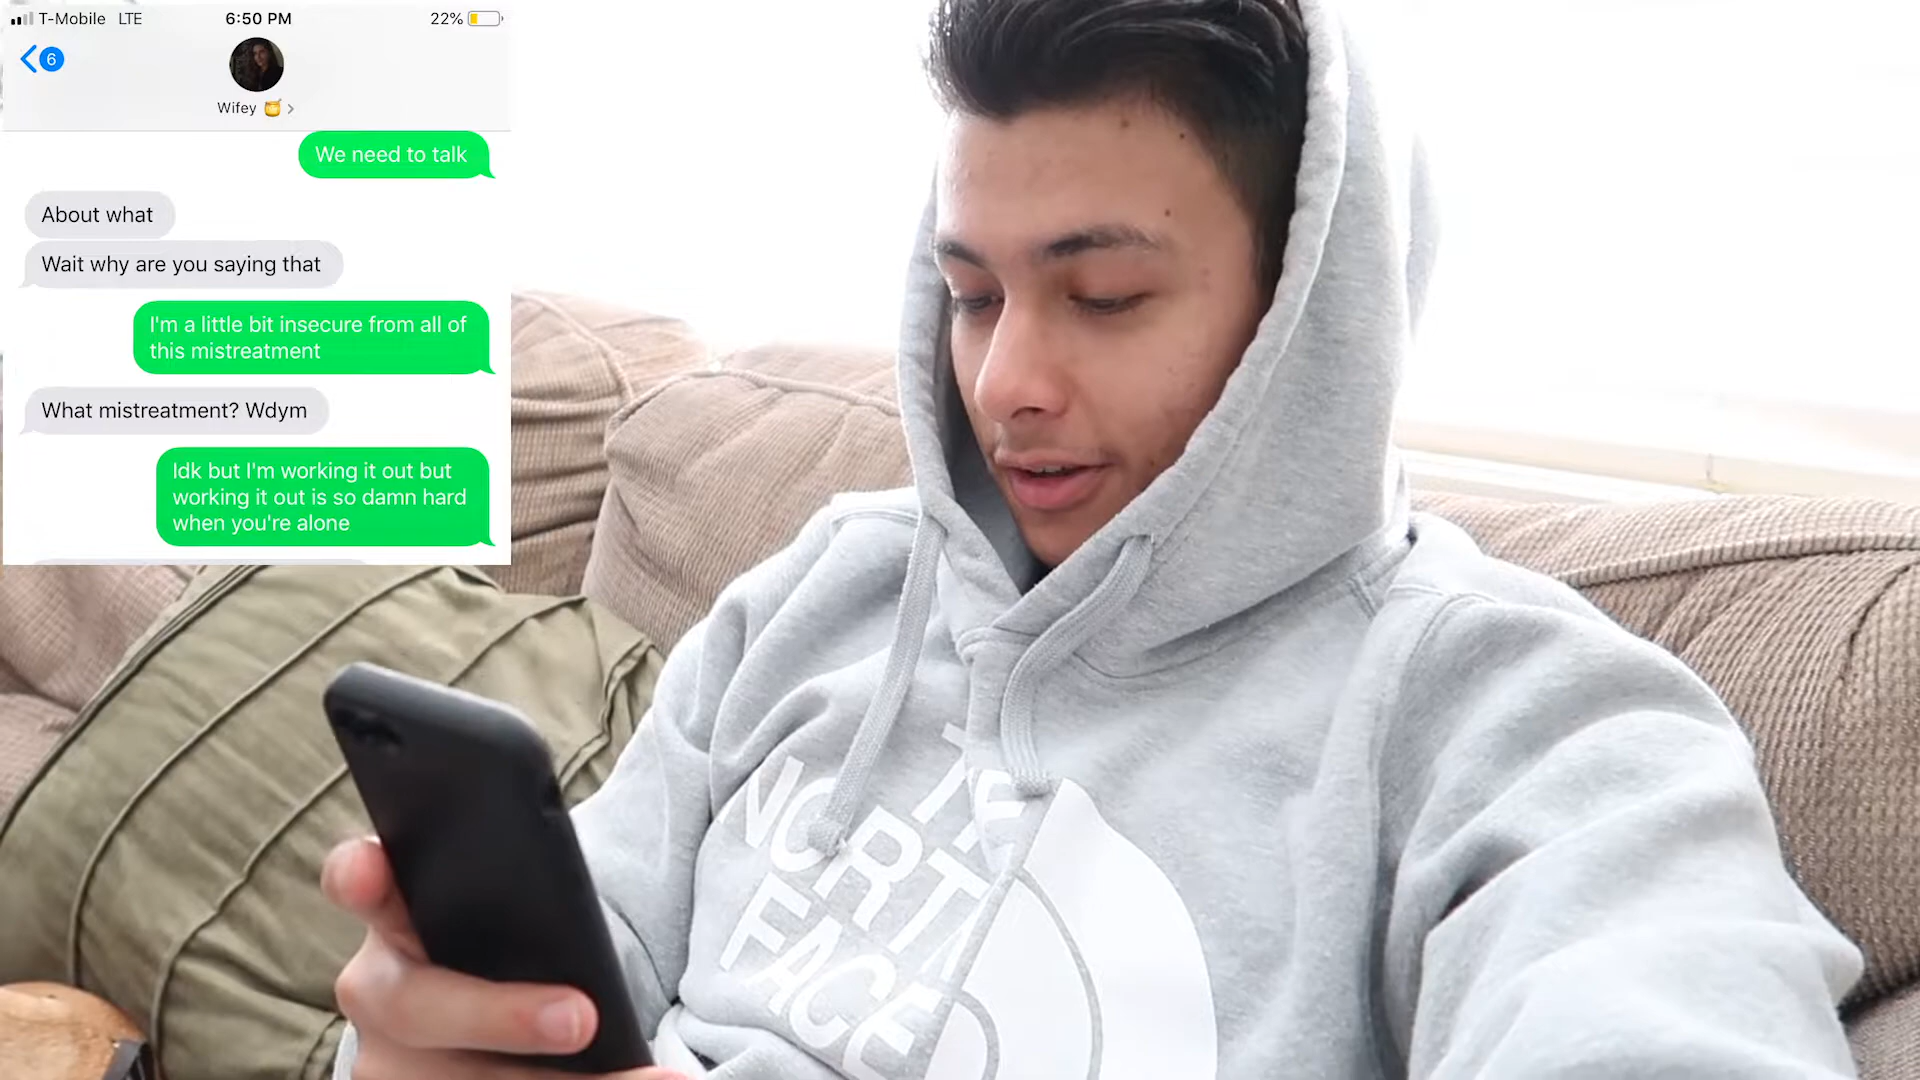 T-Mobile LTE 6:50 PM 22%
6
Wifey 🍯 >
We need to talk
About what
Wait why are you saying that
I'm a little bit insecure from all of
this mistreatment
What mistreatment? Wdym
Idk but I'm working it out but
working it out is so damn hard
when you're alone
NORTH
FACE